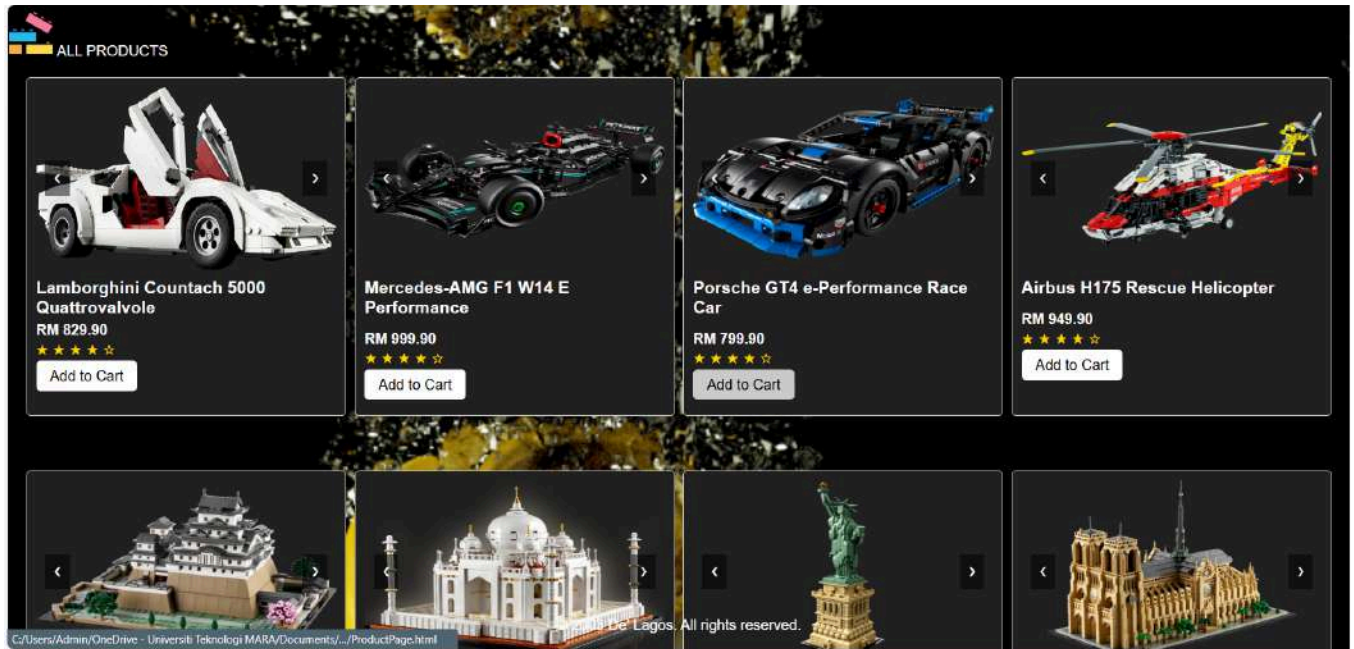 ALL PRODUCTS
Lamborghini Countach 5000
Quattrovalvole
RM 829.90
Add to Cart
Mercedes-AMG F1 W14 E
Performance
RM 999.90
Add to Cart
Porsche GT4 e-Performance Race
Car
RM 799.90
Add to Cart
Airbus H175 Rescue Helicopter
RM 949.90
Add to Cart
De' Lagos. All rights reserved.
C:/Users/Admin/OneDrive - Universiti Teknologi MARA/Documents/.../ProductPage.html